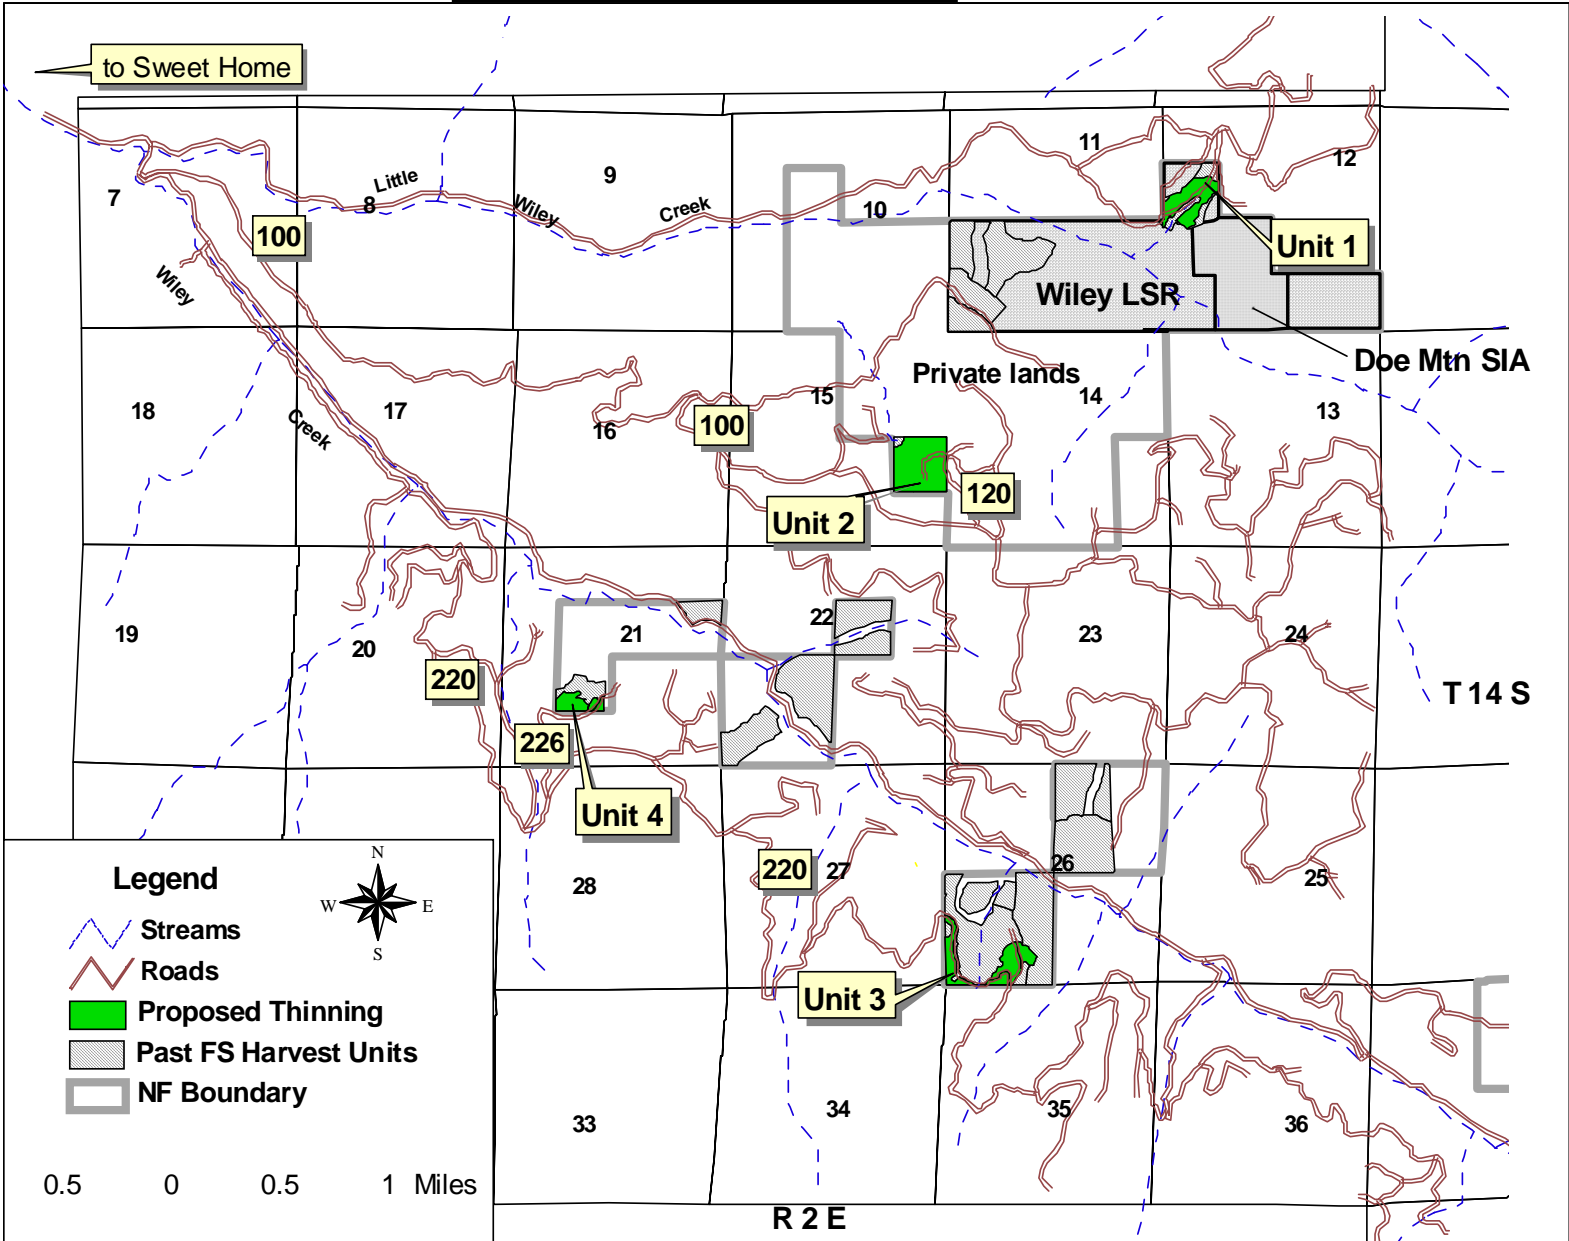 to Sweet Home
11
12
9
7
Little
8
Wiley
Creek
10
100
Unit 1
Wiley
Wiley LSR
Doe Mtn SIA
Private lands
18
17
Creek
16
100
15
14
13
120
Unit 2
19
20
21
22
23
24
220
T 14 S
226
Unit 4
28
220
27
26
25
Unit 3
33
34
35
36
R 2 E
Legend
N
W
E
S
Streams
Roads
Proposed Thinning
Past FS Harvest Units
NF Boundary
0.5 0 0.5 1 Miles